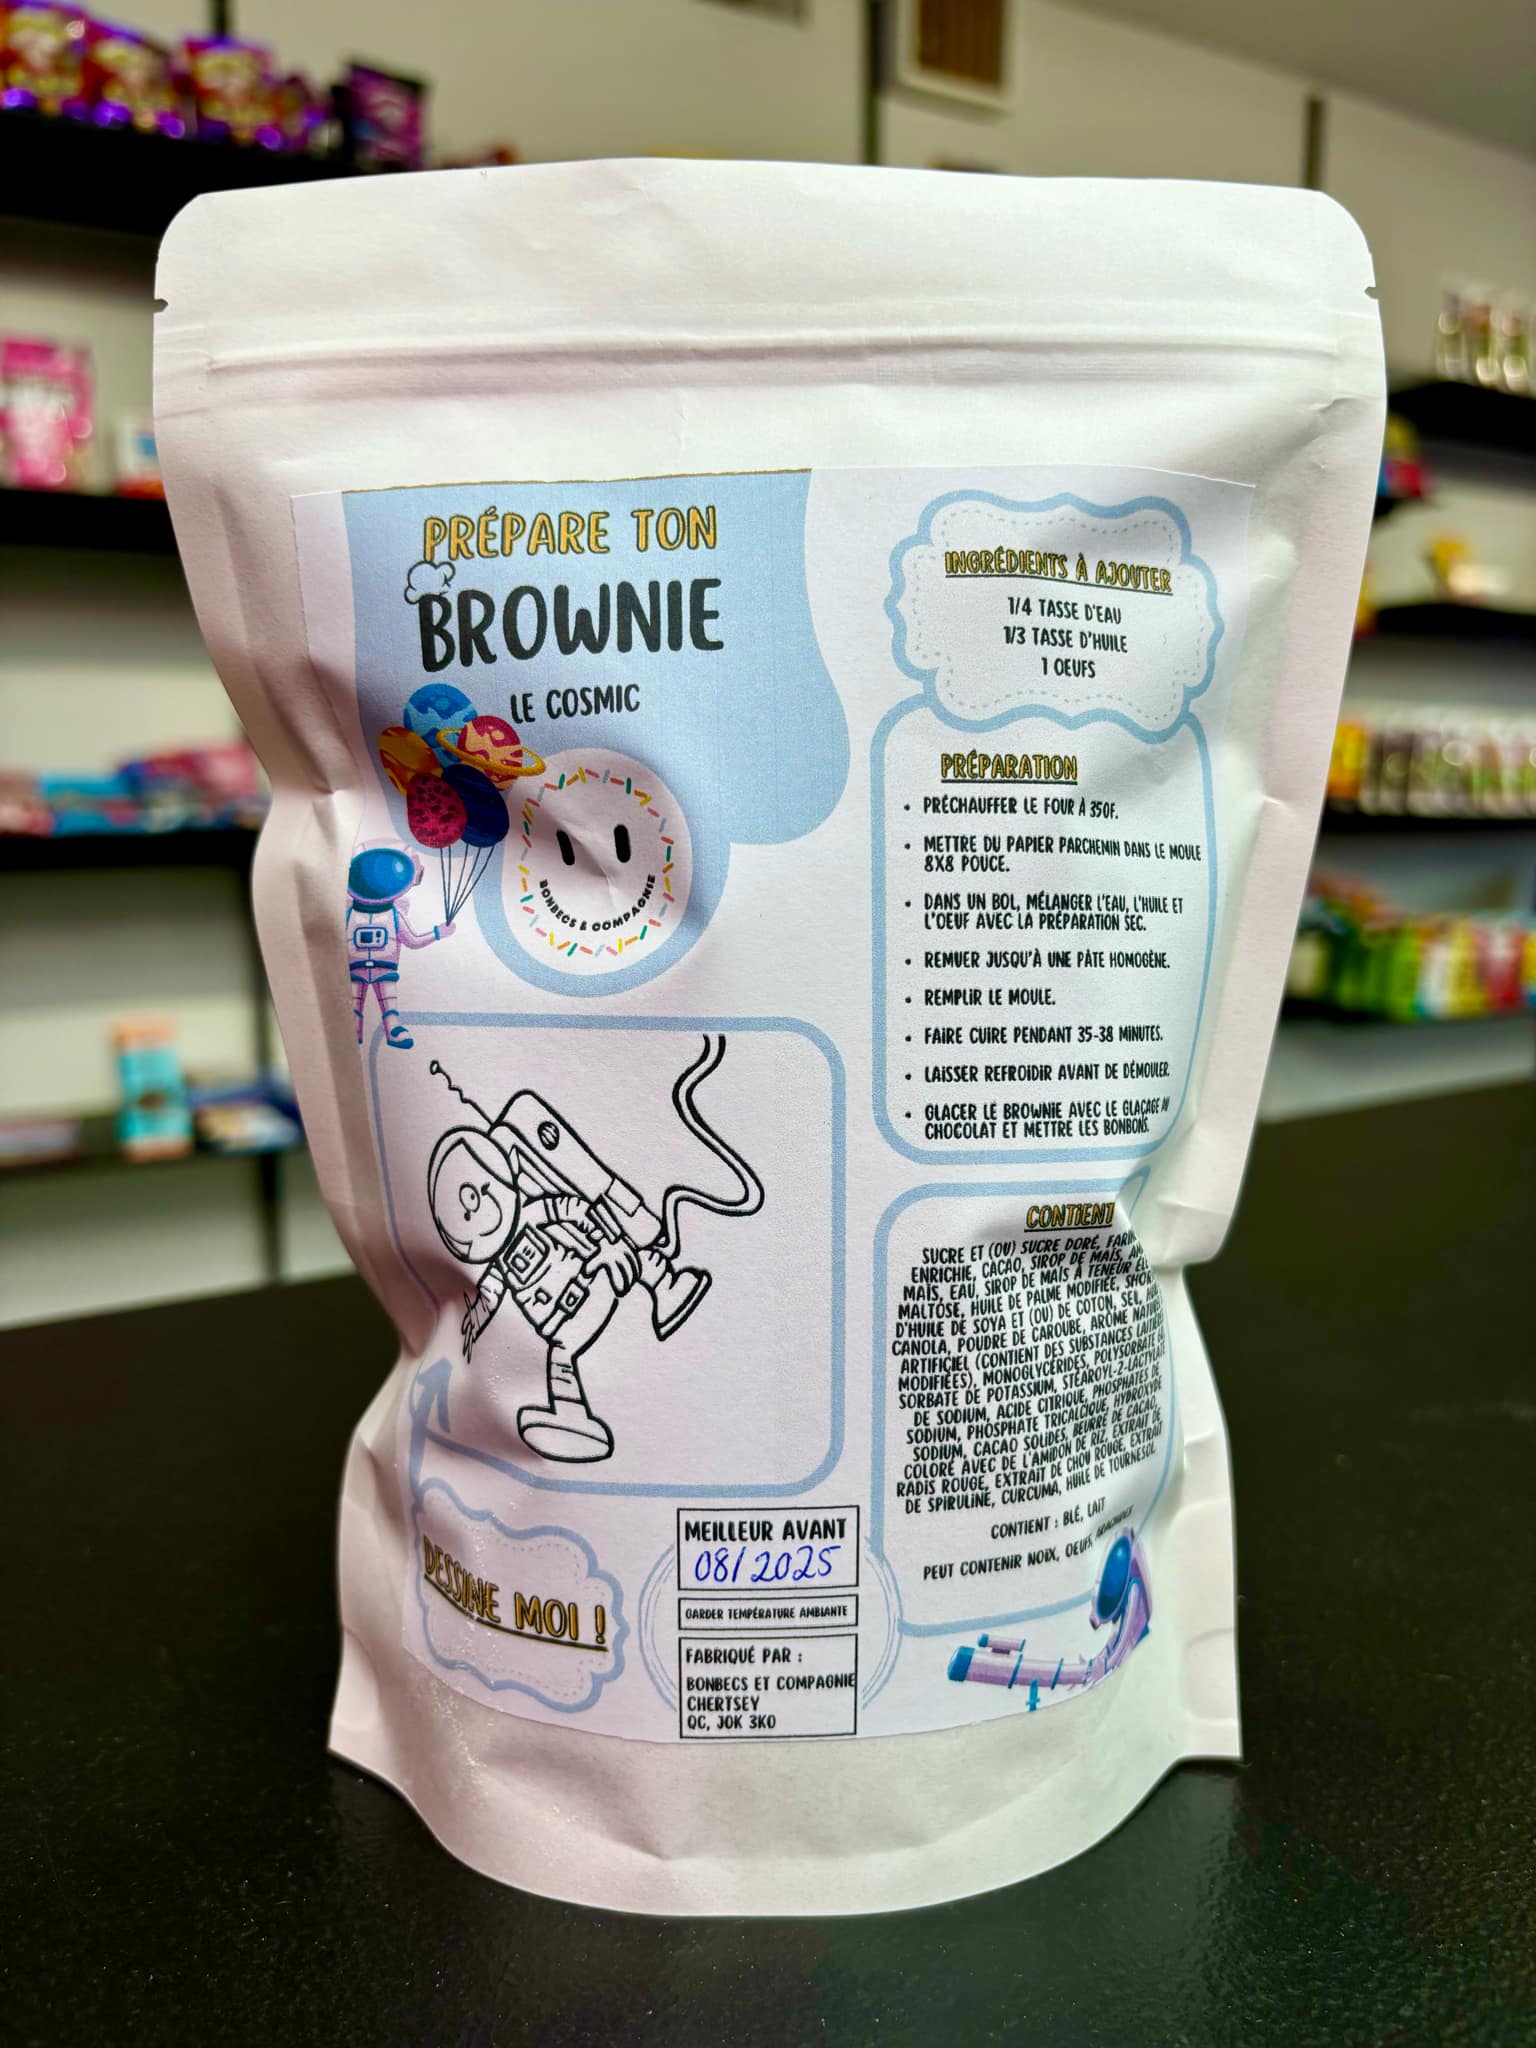 PRÉPARE TON
BROWNIE
LE COSMIC
BONBECS & COMPAGNIE
INGRÉDIENTS À AJOUTER
1/4 TASSE D'EAU
1/3 TASSE D'HUILE
1 OEUFS
PRÉPARATION
• PRÉCHAUFFER LE FOUR À 350F.
• METTRE DU PAPIER PARCHEMIN DANS LE MOULE
8X8 POUCE.
• DANS UN BOL, MÉLANGER L'EAU, L'HUILE ET
L'OEUF AVEC LA PRÉPARATION SEC.
• REMUER JUSQU'À UNE PÂTE HOMOGÈNE.
• REMPLIR LE MOULE.
• FAIRE CUIRE PENDANT 35-38 MINUTES.
• LAISSER REFROIDIR AVANT DE DÉMOULER.
• GLACER LE BROWNIE AVEC LE GLAÇAGE AU
CHOCOLAT ET METTRE LES BONBONS.
CONTIENT
SUCRE ET (OU) SUCRE DORÉ,
ENRICHIE, CACAO, SIROP DE MAÏS,
MAÏS, EAU, SIROP DE MAÏS À TENEUR
MALTOSE, HUILE DE PALME MODIFIÉE,
D'HUILE DE SOYA ET (OU) DE COTON, SEL,
CANOLA, POUDRE DE CAROUBE, ARÔME
ARTIFICIEL (CONTIENT DES SUBSTANCES LAITIÈRES
MODIFIÉES), MONOGLYCÉRIDES, POLYSORBATE
SORBATE DE POTASSIUM, STÉAROYL-2-LACTYLATE
DE SODIUM, ACIDE CITRIQUE, PHOSPHATES DE
SODIUM, PHOSPHATE TRICALCIQUE, HYDROXYDE
SODIUM, CACAO SOLIDES, BEURRE DE CACAO,
COLORÉ AVEC DE L'AMIDON DE RIZ, EXTRAIT DE
RADIS ROUGE, EXTRAIT DE CHOU ROUGE, EXTRAIT
DE SPIRULINE, CURCUMA, HUILE DE TOURNESOL.
CONTIENT : BLÉ, LAIT
PEUT CONTENIR NOIX, OEUFS, ARACHIDES
DESSINE MOI !
MEILLEUR AVANT
08/2025
GARDER TEMPÉRATURE AMBIANTE
FABRIQUÉ PAR :
BONBECS ET COMPAGNIE
CHERTSEY
QC, J0K 3K0